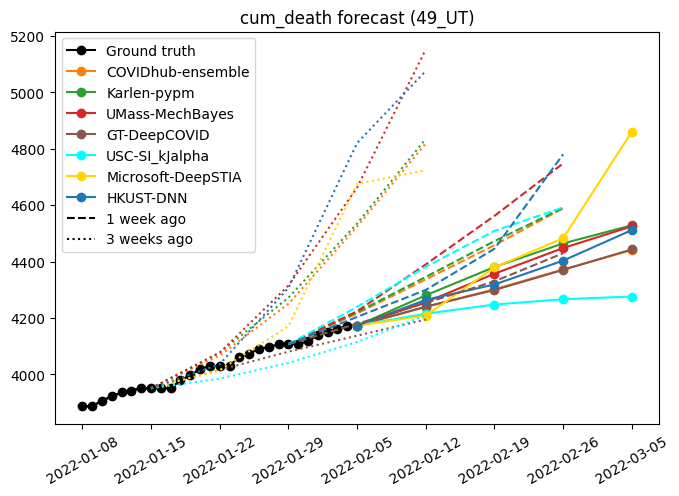 cum_death forecast (49_UT)
5200
5000
4800
4600
4400
4200
4000
Ground truth
COVIDhub-ensemble
Karlen-pypm
UMass-MechBayes
GT-DeepCOVID
USC-SI_kJalpha
Microsoft-DeepSTIA
HKUST-DNN
1 week ago
3 weeks ago
2022-01-08
2022-01-15
2022-01-22
2022-01-29
2022-02-05
2022-02-12
2022-02-19
2022-02-26
2022-03-05